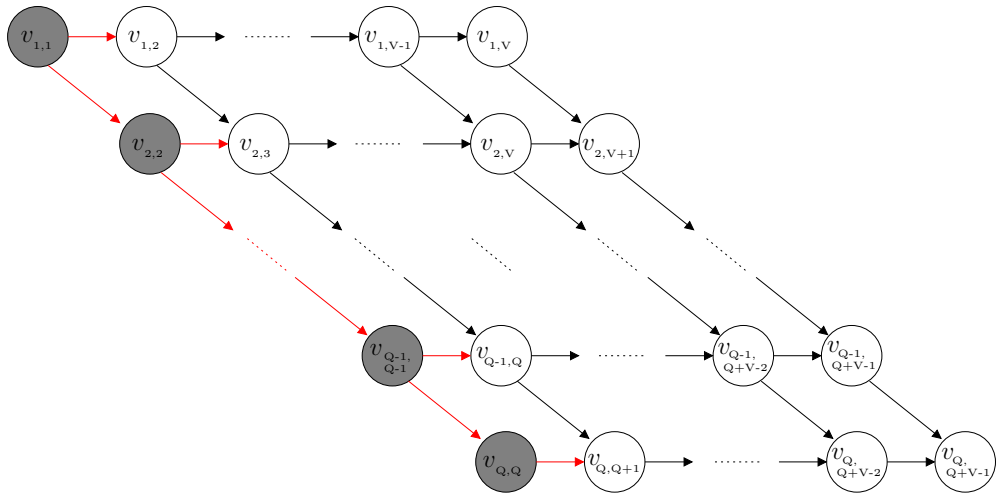 v1,1 v1,2 ........ v1,V-1 v1,V
v2,2 v2,3 ........ v2,V v2,V+1
vQ-1,Q-1 vQ-1,Q ........ vQ-1,Q+V-2 vQ-1,Q+V-1
vQ,Q vQ,Q+1 ........ vQ,Q+V-2 vQ,Q+V-1